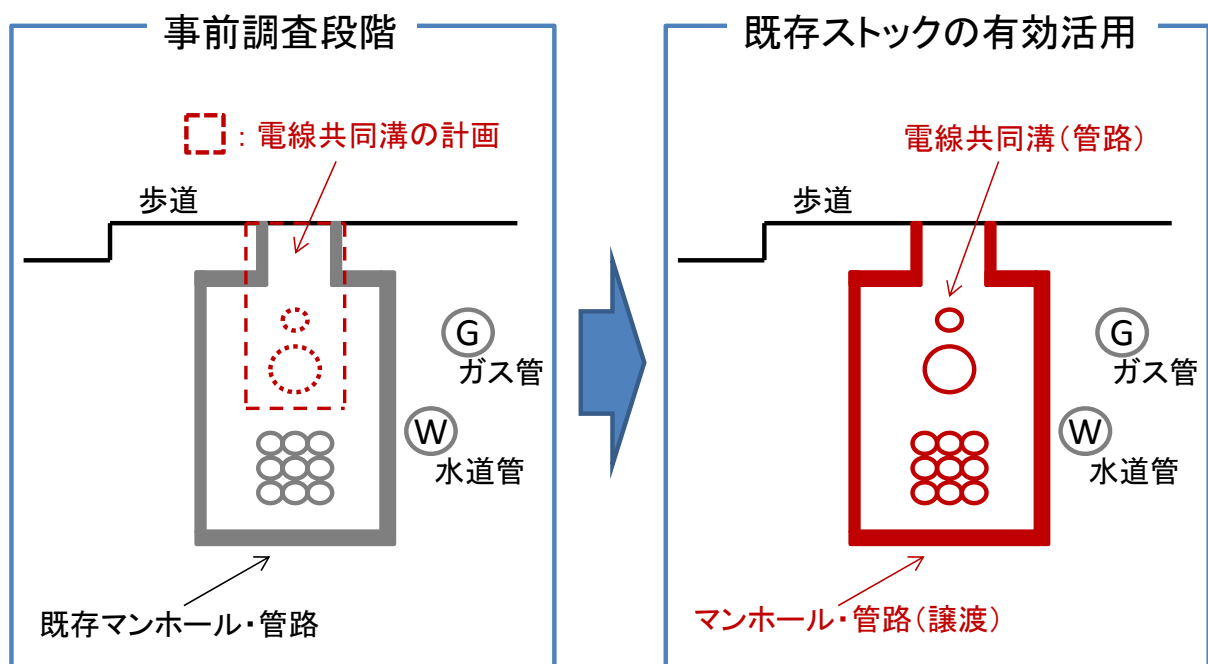 事前調査段階
：電線共同溝の計画
歩道
G
ガス管
W
水道管
既存マンホール・管路
既存ストックの有効活用
電線共同溝（管路）
歩道
G
ガス管
W
水道管
マンホール・管路（譲渡）